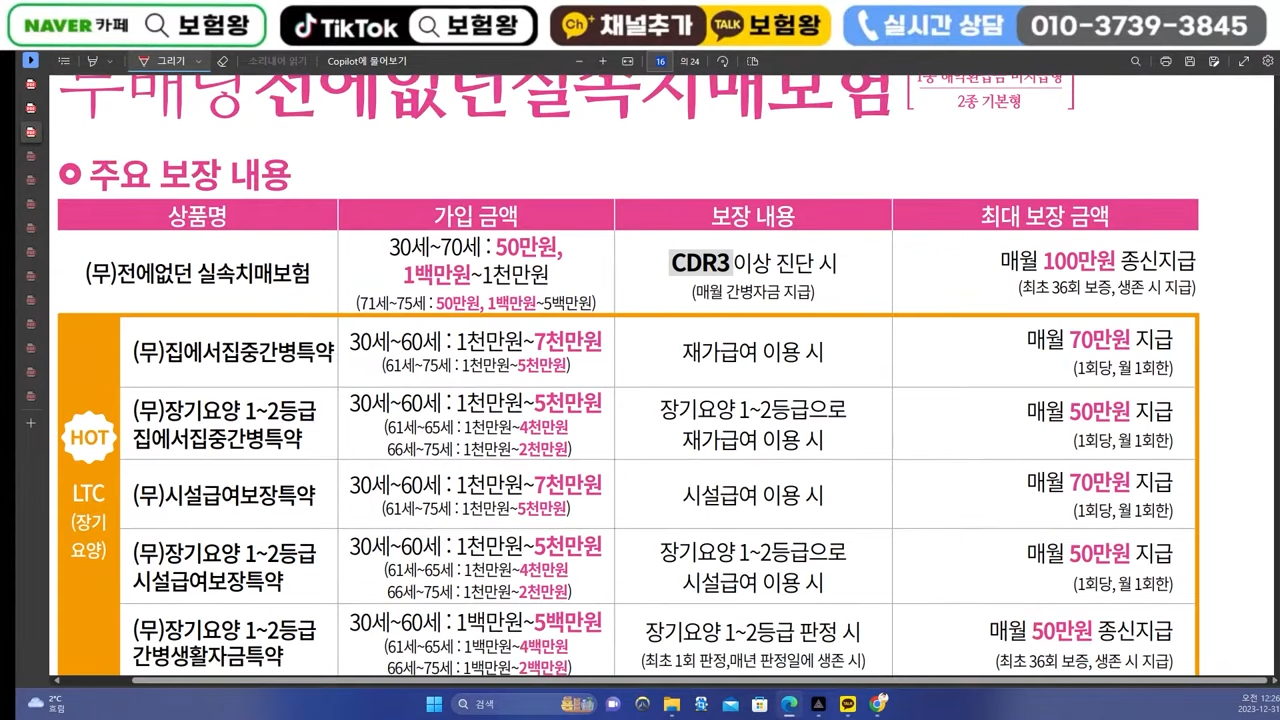 NAVER 카페 보험왕 TikTok 보험왕 Ch+ 채널추가 TALK 보험왕 실시간 상담 010-3739-3845
그리기 소리내어 읽기 Copilot에 물어보기 16 의 24
무배당 전에없던실속치매보험 1종 해약환급금 미지급형
2종 기본형
주요 보장 내용
상품명 가입 금액 보장 내용 최대 보장 금액
(무)전에없던 실속치매보험
30세~70세 : 50만원,
1백만원~1천만원
(71세~75세 : 50만원, 1백만원~5백만원)
CDR3 이상 진단 시
(매월 간병자금 지급)
매월 100만원 종신지급
(최초 36회 보증, 생존 시 지급)
HOT
LTC
(장기
요양)
(무)집에서집중간병특약
30세~60세 : 1천만원~7천만원
(61세~75세 : 1천만원~5천만원)
재가급여 이용 시
매월 70만원 지급
(1회당, 월 1회한)
(무)장기요양 1~2등급
집에서집중간병특약
30세~60세 : 1천만원~5천만원
(61세~65세 : 1천만원~4천만원
66세~75세 : 1천만원~2천만원)
장기요양 1~2등급으로
재가급여 이용 시
매월 50만원 지급
(1회당, 월 1회한)
(무)시설급여보장특약
30세~60세 : 1천만원~7천만원
(61세~75세 : 1천만원~5천만원)
시설급여 이용 시
매월 70만원 지급
(1회당, 월 1회한)
(무)장기요양 1~2등급
시설급여보장특약
30세~60세 : 1천만원~5천만원
(61세~65세 : 1천만원~4천만원
66세~75세 : 1천만원~2천만원)
장기요양 1~2등급으로
시설급여 이용 시
매월 50만원 지급
(1회당, 월 1회한)
(무)장기요양 1~2등급
간병생활자금특약
30세~60세 : 1백만원~5백만원
(61세~65세 : 1백만원~4백만원
66세~75세 : 1백만원~2백만원)
장기요양 1~2등급 판정 시
(최초 1회 판정,매년 판정일에 생존 시)
매월 50만원 종신지급
(최초 36회 보증, 생존 시 지급)
2°C
흐림
검색
오전 12:26
2023-12-31